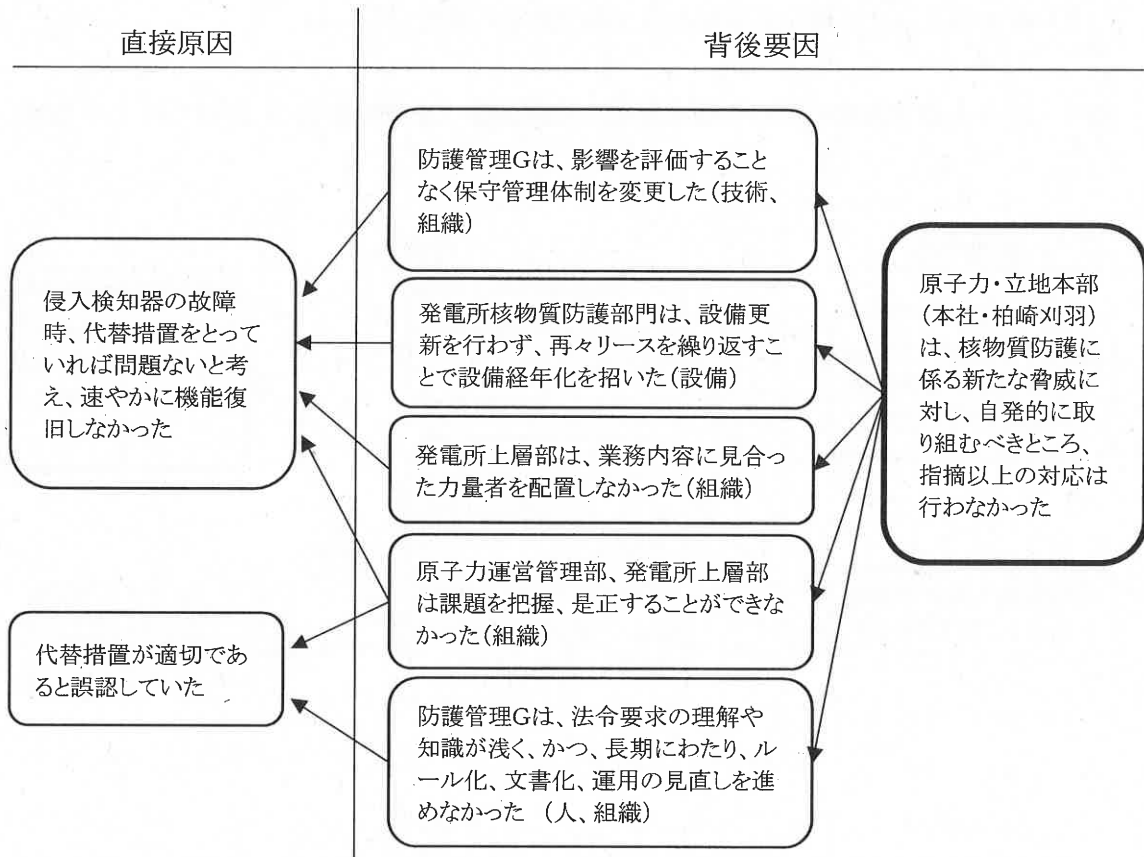 直接原因
背後要因
防護管理Gは、影響を評価すること
なく保守管理体制を変更した(技術、
組織)
侵入検知器の故障
時、代替措置をとって
いれば問題ないと考
え、速やかに機能復
旧しなかった
発電所核物質防護部門は、設備更
新を行わず、再々リースを繰り返すこ
とで設備経年化を招いた(設備)
発電所上層部は、業務内容に見合っ
た力量者を配置しなかった(組織)
原子力運営管理部、発電所上層部
は課題を把握、是正することができな
かった(組織)
代替措置が適切であ
ると誤認していた
防護管理Gは、法令要求の理解や
知識が浅く、かつ、長期にわたり、ル
ール化、文書化、運用の見直しを進
めなかった (人、組織)
原子力・立地本部
(本社・柏崎刈羽)
は、核物質防護に
係る新たな脅威に
対し、自発的に取
り組むべきところ、
指摘以上の対応は
行わなかった